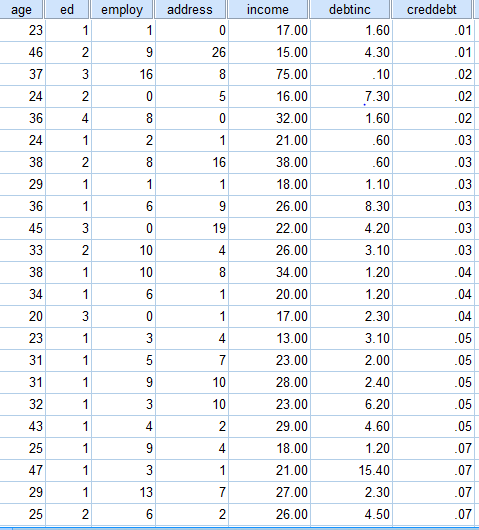 age ed employ address income debtinc creddebt
23 1 1 0 17.00 1.60 .01
46 2 9 26 15.00 4.30 .01
37 3 16 8 75.00 .10 .02
24 2 0 5 16.00 7.30 .02
36 4 8 0 32.00 1.60 .02
24 1 2 1 21.00 .60 .03
38 2 8 16 38.00 .60 .03
29 1 1 1 18.00 1.10 .03
36 1 6 9 26.00 8.30 .03
45 3 0 19 22.00 4.20 .03
33 2 10 4 26.00 3.10 .03
38 1 10 8 34.00 1.20 .04
34 1 6 1 20.00 1.20 .04
20 3 0 1 17.00 2.30 .04
23 1 3 4 13.00 3.10 .05
31 1 5 7 23.00 2.00 .05
31 1 9 10 28.00 2.40 .05
32 1 3 10 23.00 6.20 .05
43 1 4 2 29.00 4.60 .05
25 1 9 4 18.00 1.20 .07
47 1 3 1 21.00 15.40 .07
29 1 13 7 27.00 2.30 .07
25 2 6 2 26.00 4.50 .07